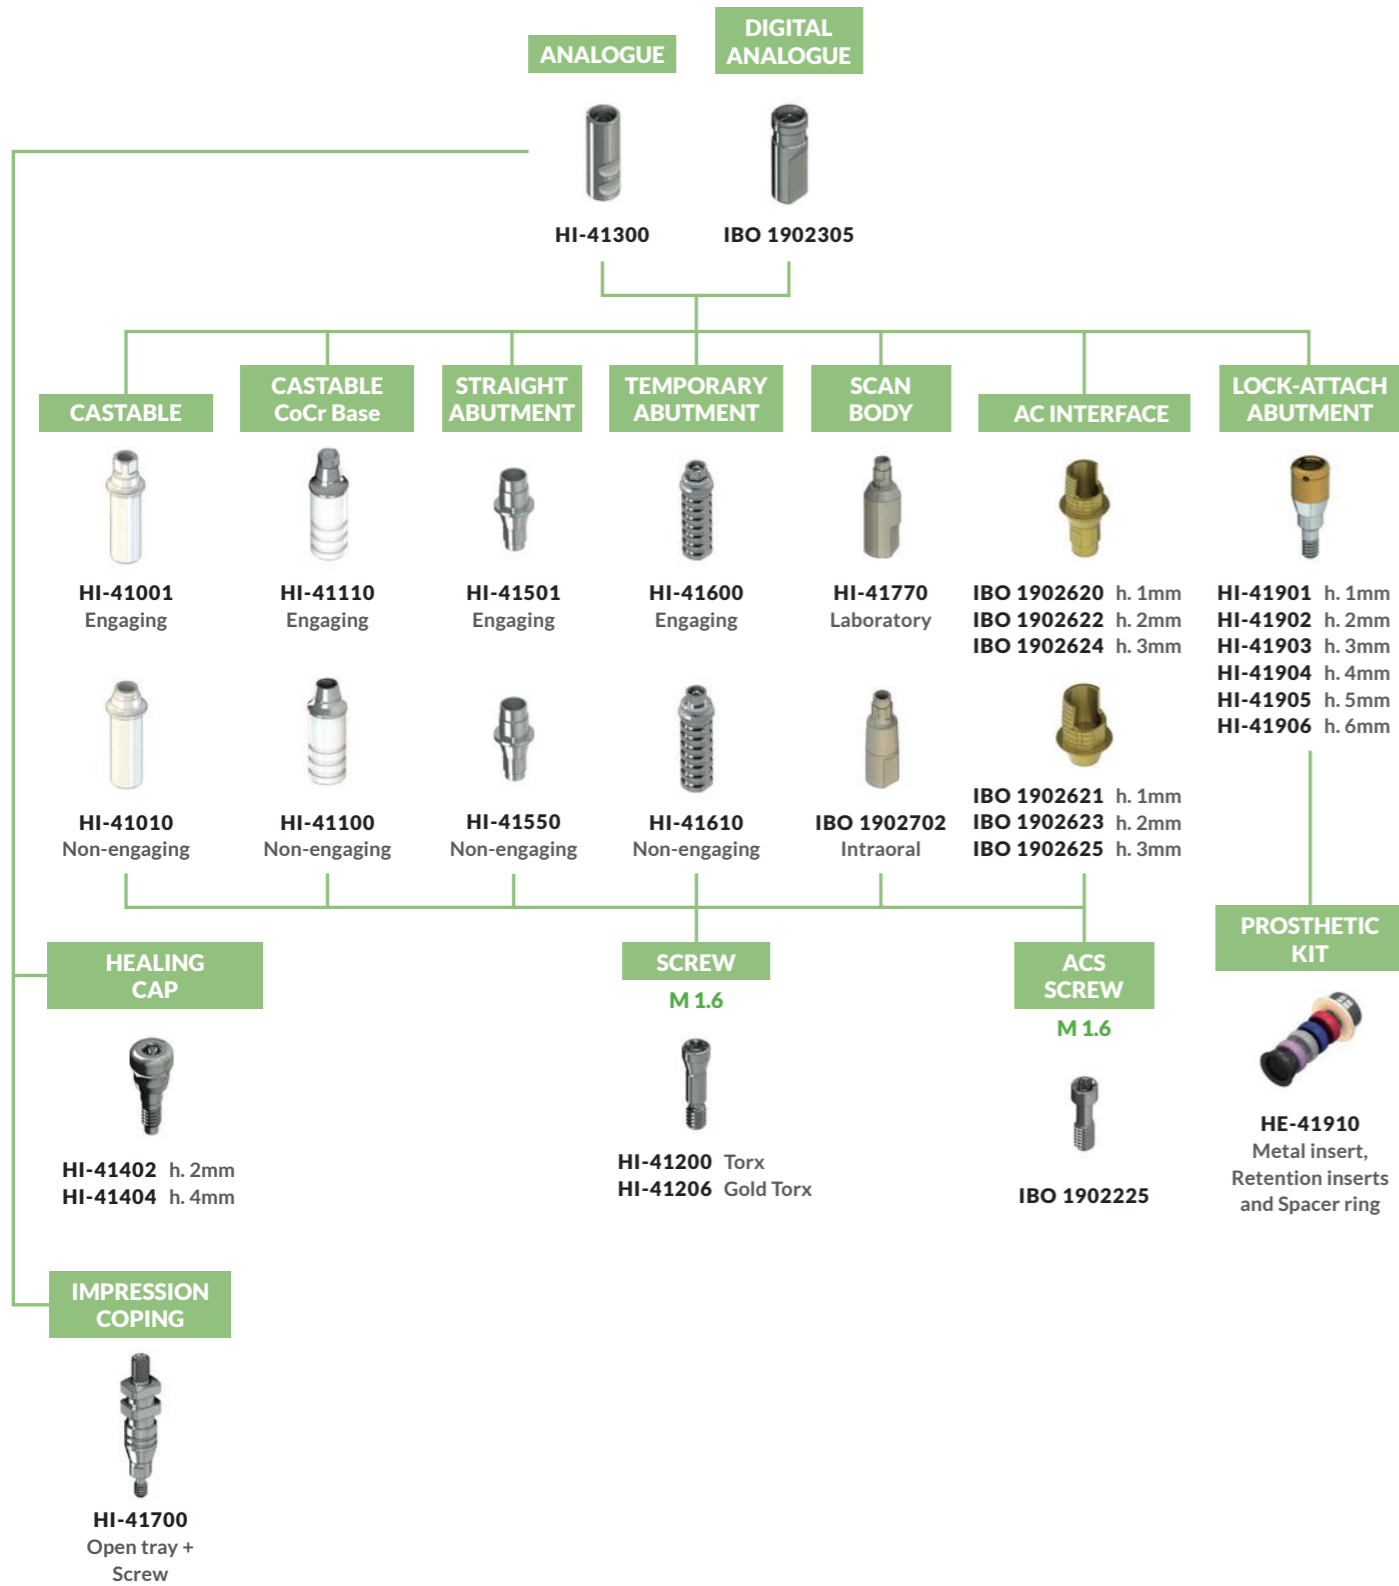 ANALOGUE
DIGITAL
ANALOGUE
HI-41300
IBO 1902305
CASTABLE
CASTABLE
CoCr Base
STRAIGHT
ABUTMENT
TEMPORARY
ABUTMENT
SCAN
BODY
AC INTERFACE
LOCK-ATTACH
ABUTMENT
HI-41001
Engaging
HI-41110
Engaging
HI-41501
Engaging
HI-41600
Engaging
HI-41770
Laboratory
IBO 1902620 h. 1mm
IBO 1902622 h. 2mm
IBO 1902624 h. 3mm
HI-41901 h. 1mm
HI-41902 h. 2mm
HI-41903 h. 3mm
HI-41904 h. 4mm
HI-41905 h. 5mm
HI-41906 h. 6mm
HI-41010
Non-engaging
HI-41100
Non-engaging
HI-41550
Non-engaging
HI-41610
Non-engaging
IBO 1902702
Intraoral
IBO 1902621 h. 1mm
IBO 1902623 h. 2mm
IBO 1902625 h. 3mm
HEALING
CAP
HI-41402 h. 2mm
HI-41404 h. 4mm
SCREW
M 1.6
HI-41200 Torx
HI-41206 Gold Torx
ACS
SCREW
M 1.6
IBO 1902225
PROSTHETIC
KIT
HE-41910
Metal insert,
Retention inserts
and Spacer ring
IMPRESSION
COPING
HI-41700
Open tray +
Screw